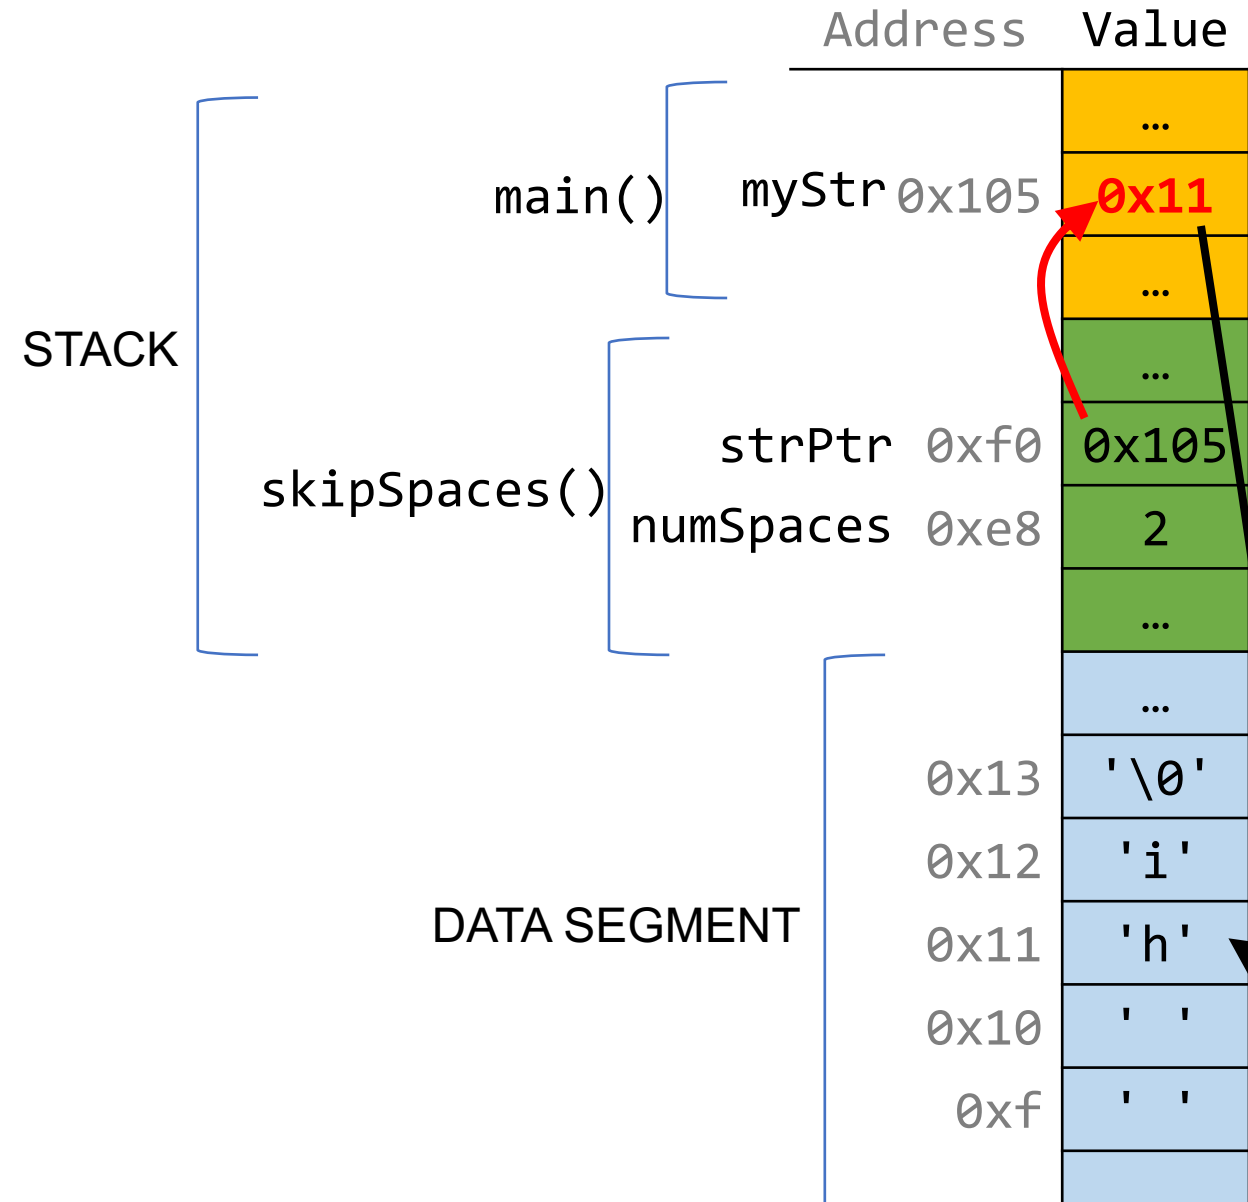 Address Value
…
main() myStr 0x105 0x11
…
STACK
…
strPtr 0xf0 0x105
skipSpaces()
numSpaces 0xe8 2
…
…
0x13 '\0'
0x12 'i'
DATA SEGMENT
0x11 'h'
0x10 ' '
0xf ' '